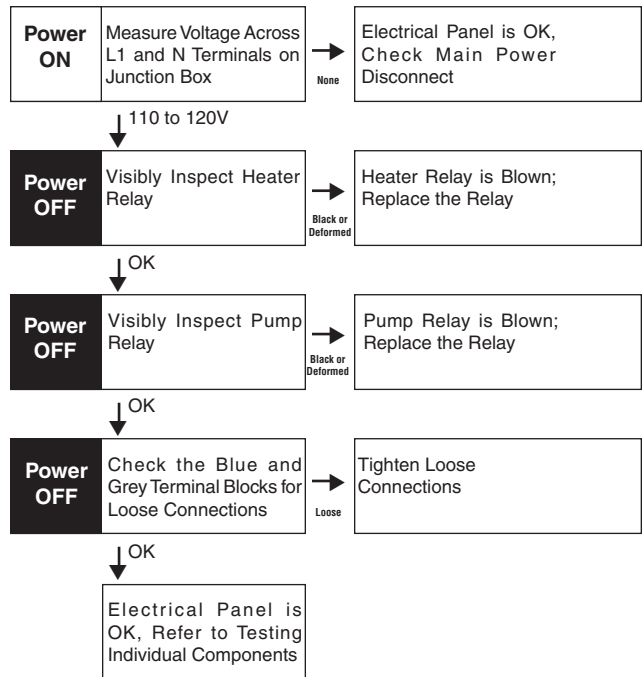 Power
ON
Measure Voltage Across
L1 and N Terminals on
Junction Box
None
Electrical Panel is OK,
Check Main Power
Disconnect
110 to 120V
Power
OFF
Visibly Inspect Heater
Relay
Black or
Deformed
Heater Relay is Blown;
Replace the Relay
OK
Power
OFF
Visibly Inspect Pump
Relay
Black or
Deformed
Pump Relay is Blown;
Replace the Relay
OK
Power
OFF
Check the Blue and
Grey Terminal Blocks for
Loose Connections
Loose
Tighten Loose
Connections
OK
Electrical Panel is
OK, Refer to Testing
Individual Components